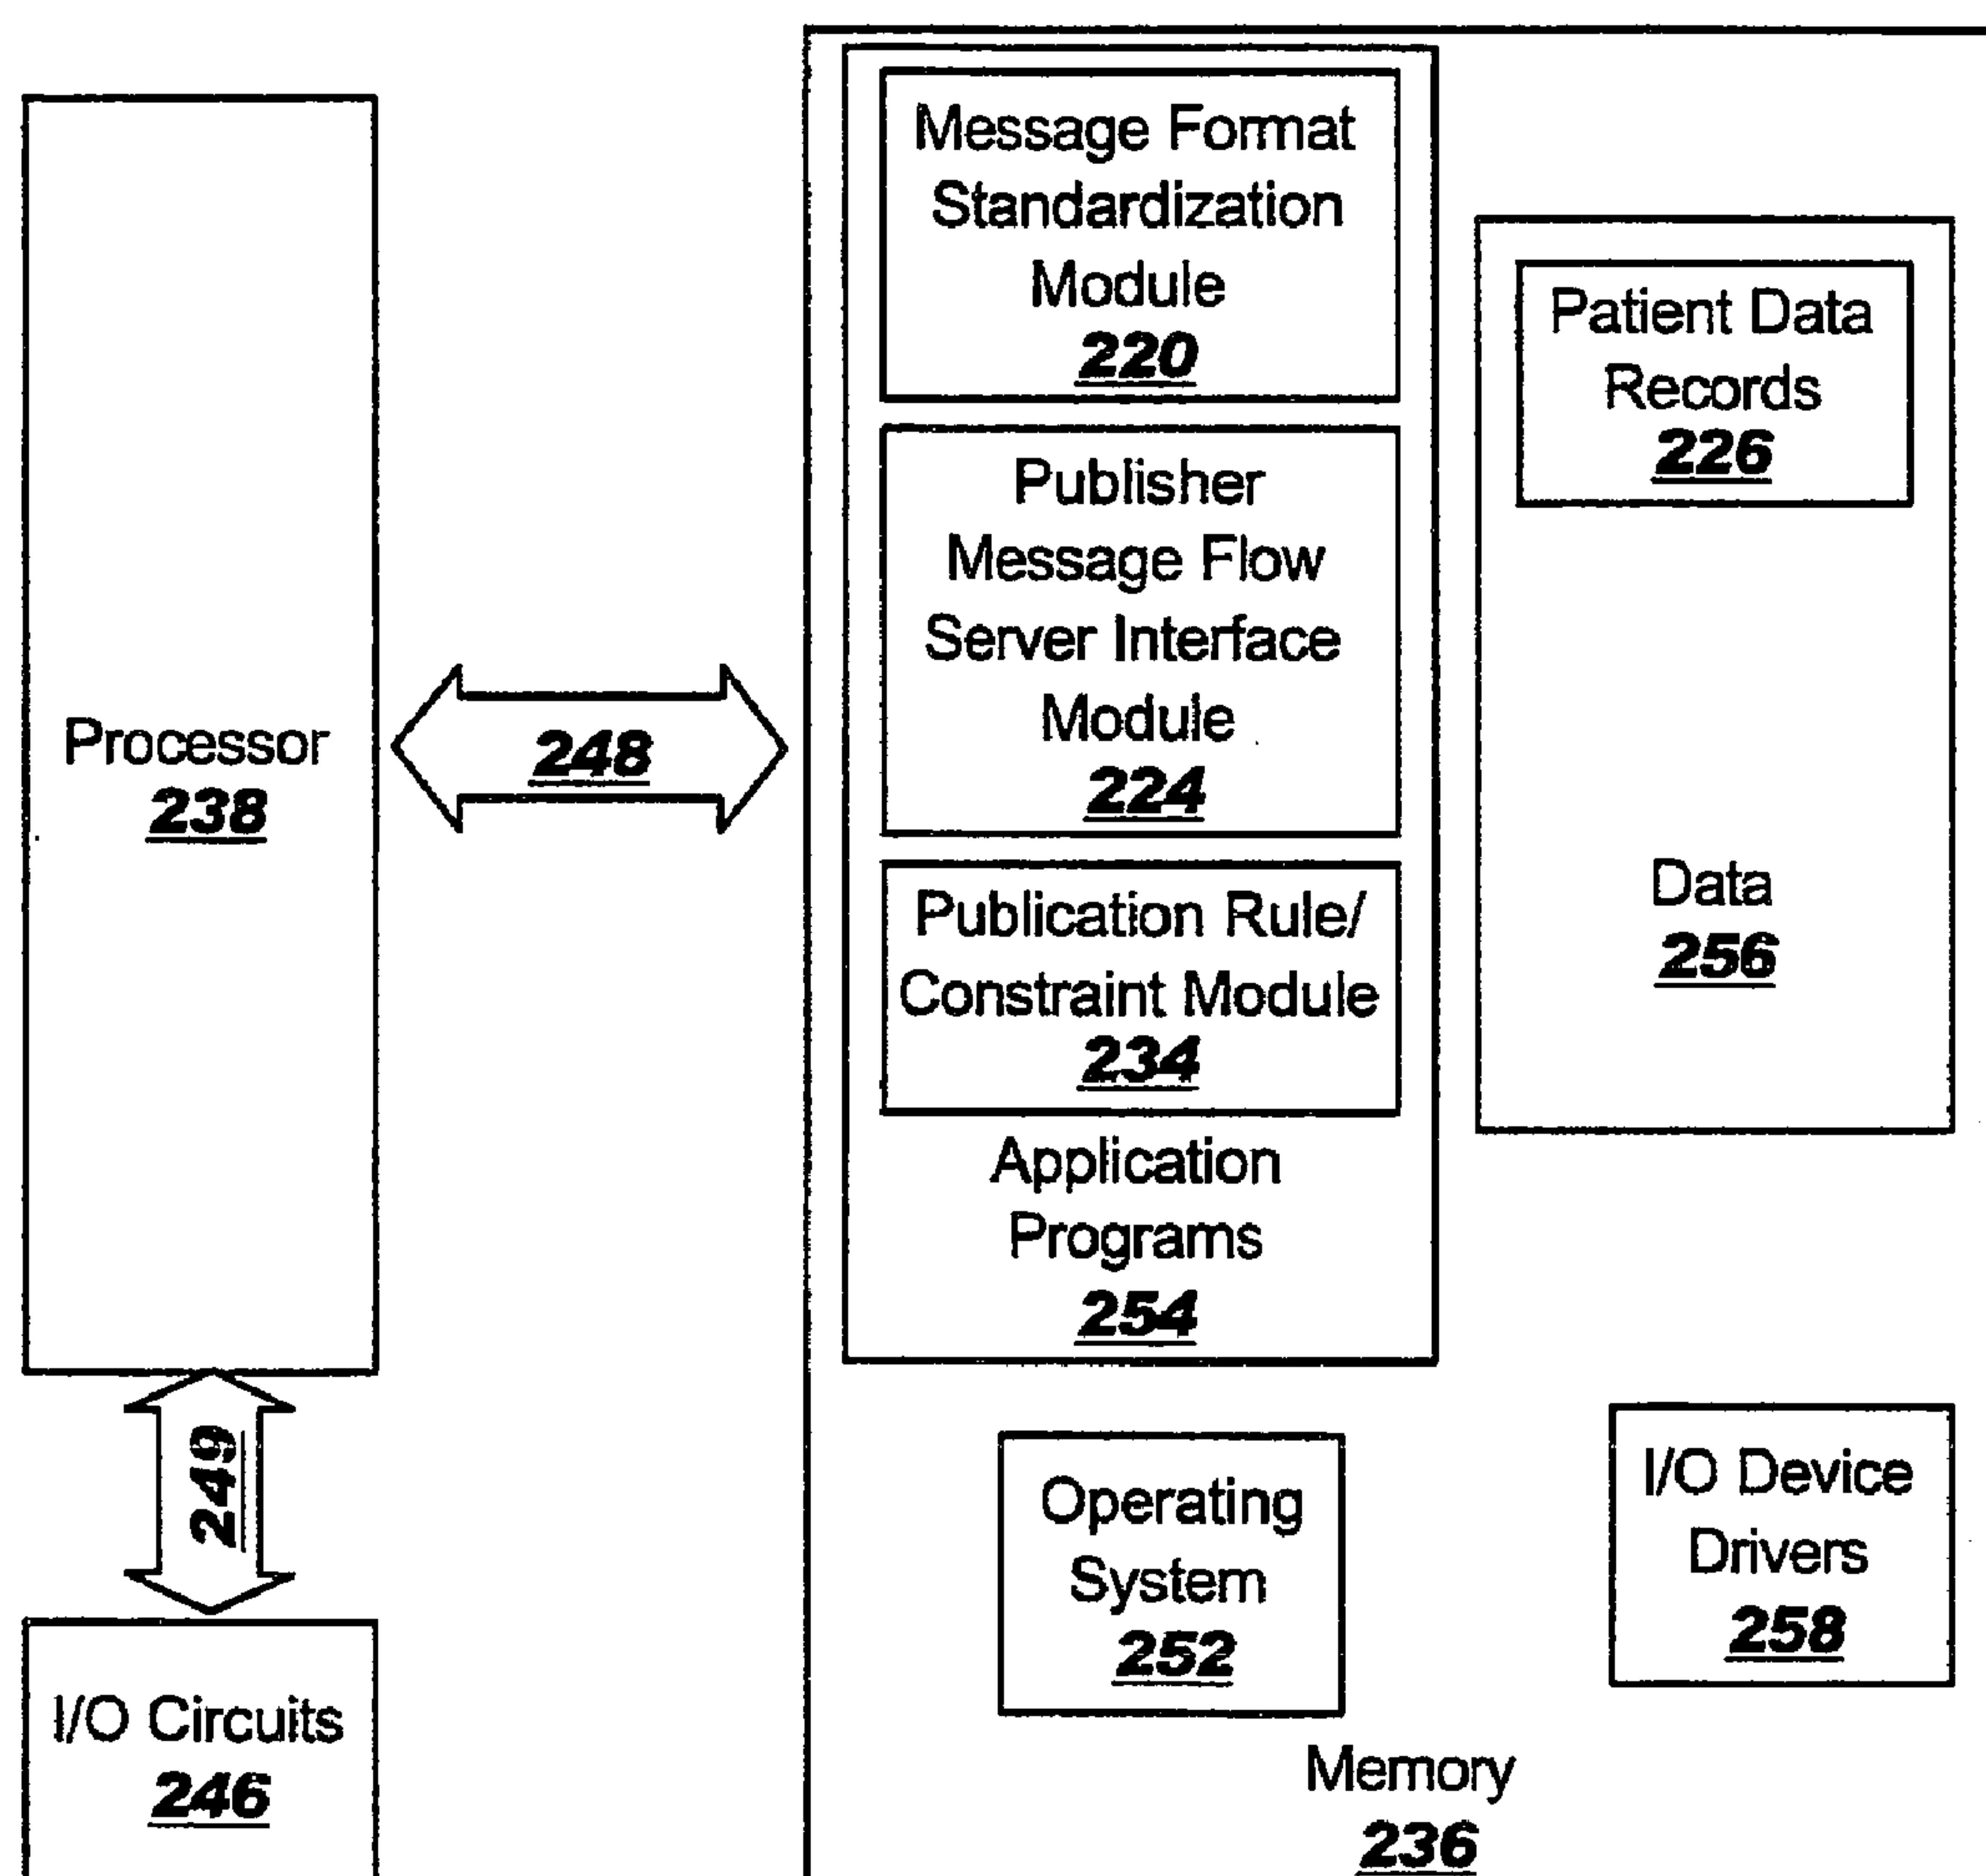 Processor
238
248
249
I/O Circuits
246
Message Format
Standardization
Module
220
Publisher
Message Flow
Server Interface
Module
224
Publication Rule/
Constraint Module
234
Application
Programs
254
Patient Data
Records
226
Data
256
Operating
System
252
I/O Device
Drivers
258
Memory
236